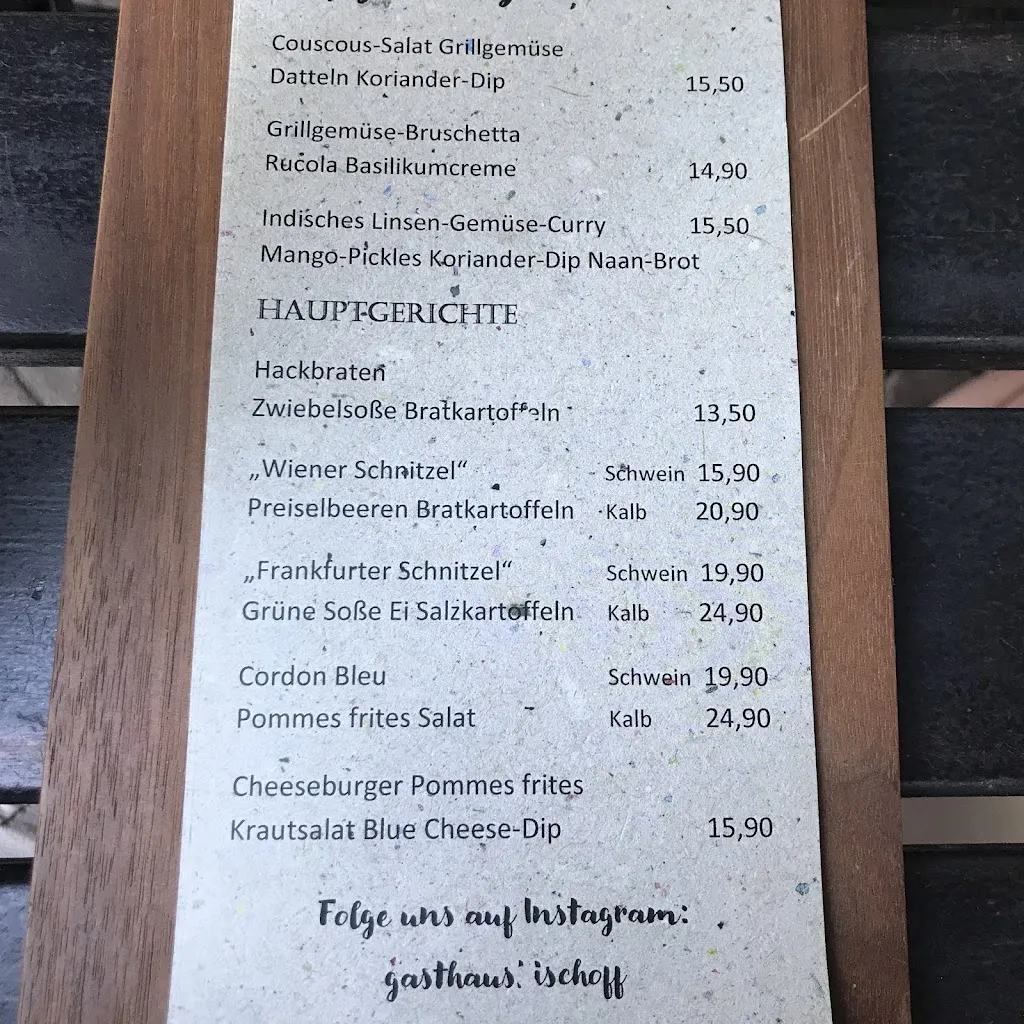 Couscous-Salat Grillgemüse
Datteln Koriander-Dip 15,50
Grillgemüse-Bruschetta
Rucola Basilikumcreme 14,90
Indisches Linsen-Gemüse-Curry 15,50
Mango-Pickles Koriander-Dip Naan-Brot
HAUPTGERICHTE
Hackbraten
Zwiebelsoße Bratkartoffeln 13,50
„Wiener Schnitzel“ Schwein 15,90
Preiselbeeren Bratkartoffeln Kalb 20,90
„Frankfurter Schnitzel“ Schwein 19,90
Grüne Soße Ei Salzkartoffeln Kalb 24,90
Cordon Bleu Schwein 19,90
Pommes frites Salat Kalb 24,90
Cheeseburger Pommes frites
Krautsalat Blue Cheese-Dip 15,90
Folge uns auf Instagram:
gasthaus. ischoff